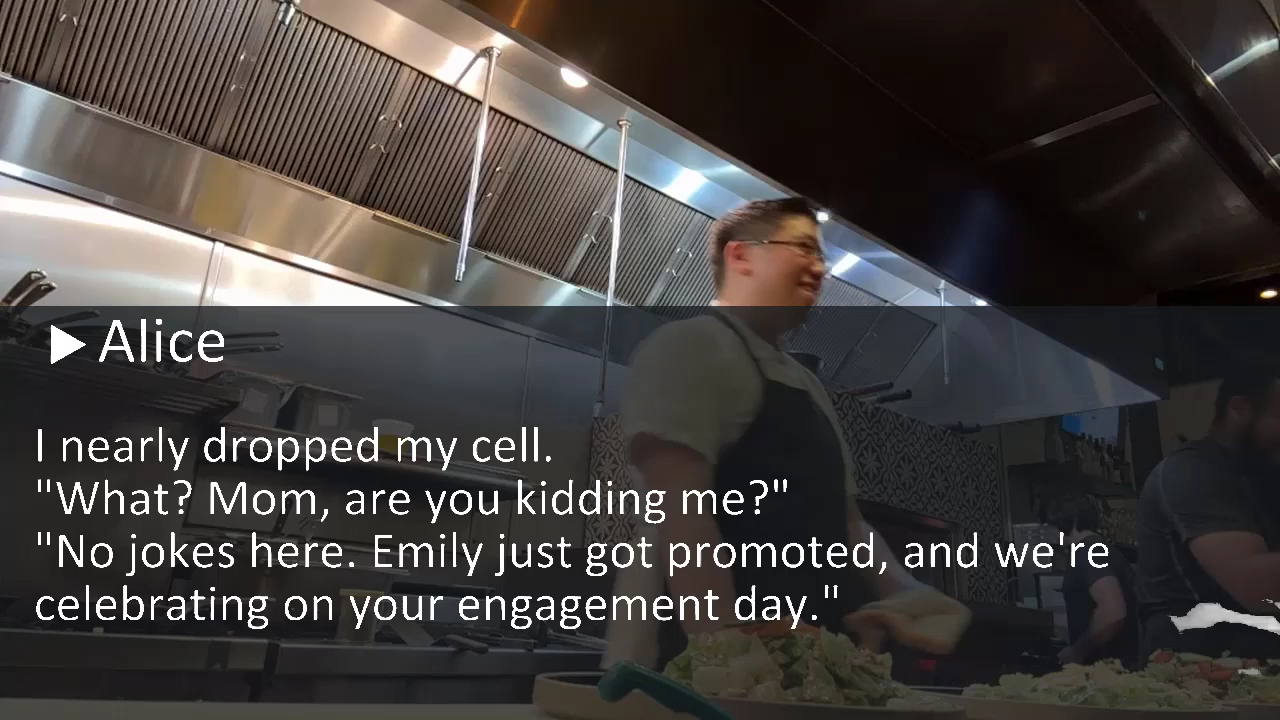 ▶ Alice
I nearly dropped my cell.
"What? Mom, are you kidding me?"
"No jokes here. Emily just got promoted, and we're
celebrating on your engagement day."